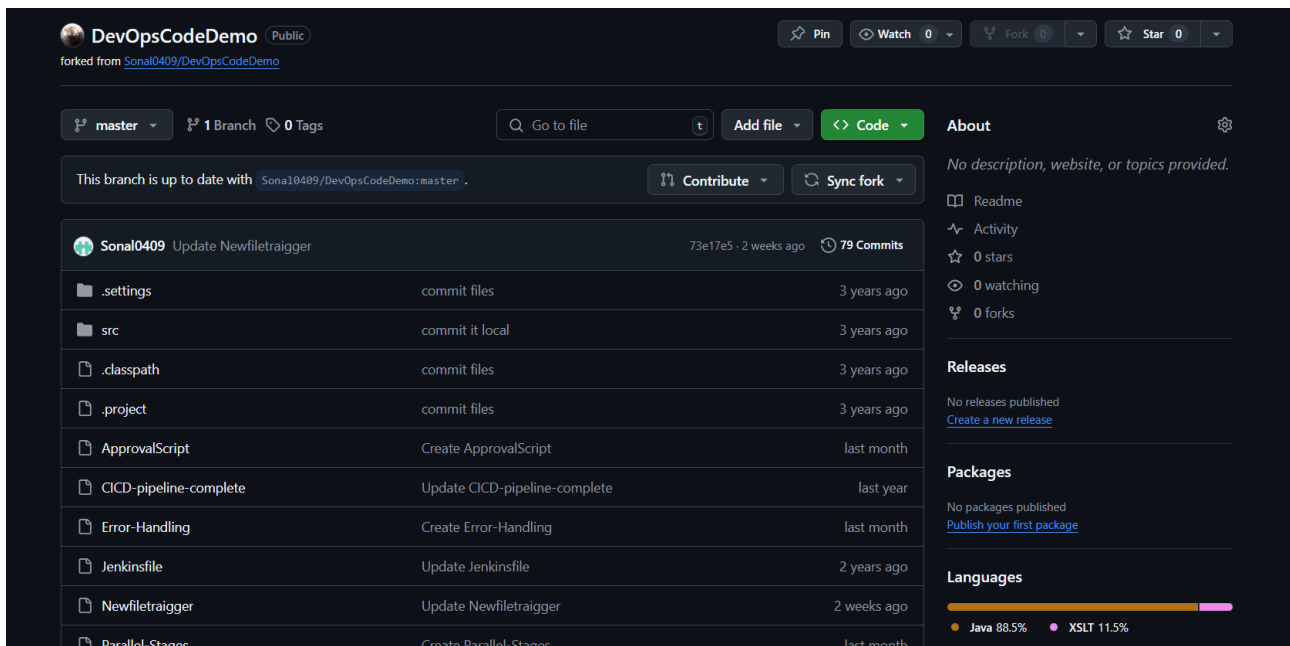 DevOpsCodeDemo Public
Pin
Watch 0
Fork 0
Star 0
forked from Sonal0409/DevOpsCodeDemo
master
1 Branch
0 Tags
Go to file
t
Add file
Code
This branch is up to date with Sonal0409/DevOpsCodeDemo:master .
Contribute
Sync fork
Sonal0409 Update Newfiletraigger 73e17e5 · 2 weeks ago 79 Commits
.settings commit files 3 years ago
src commit it local 3 years ago
.classpath commit files 3 years ago
.project commit files 3 years ago
ApprovalScript Create ApprovalScript last month
CICD-pipeline-complete Update CICD-pipeline-complete last year
Error-Handling Create Error-Handling last month
Jenkinsfile Update Jenkinsfile 2 years ago
Newfiletraigger Update Newfiletraigger 2 weeks ago
Parallel-Stages Create Parallel-Stages last month
About
No description, website, or topics provided.
Readme
Activity
0 stars
0 watching
0 forks
Releases
No releases published
Create a new release
Packages
No packages published
Publish your first package
Languages
Java 88.5% XSLT 11.5%